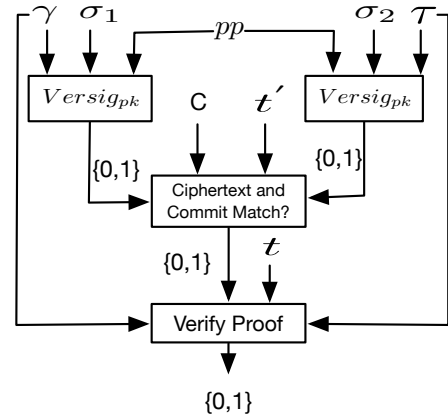 γ σ₁ pp σ₂ τ
Versig_pk C t′ Versig_pk
{0,1} {0,1}
Ciphertext and
Commit Match?
{0,1} t
Verify Proof
{0,1}